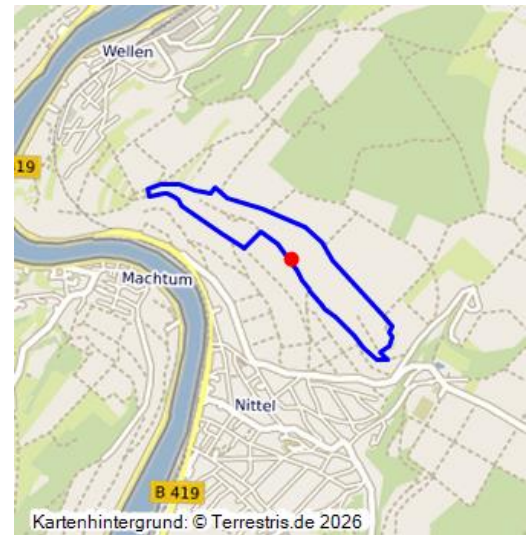 Wellen
19
Machtum
Nittel
B 419
Kartenhintergrund: © Terrestris.de 2026